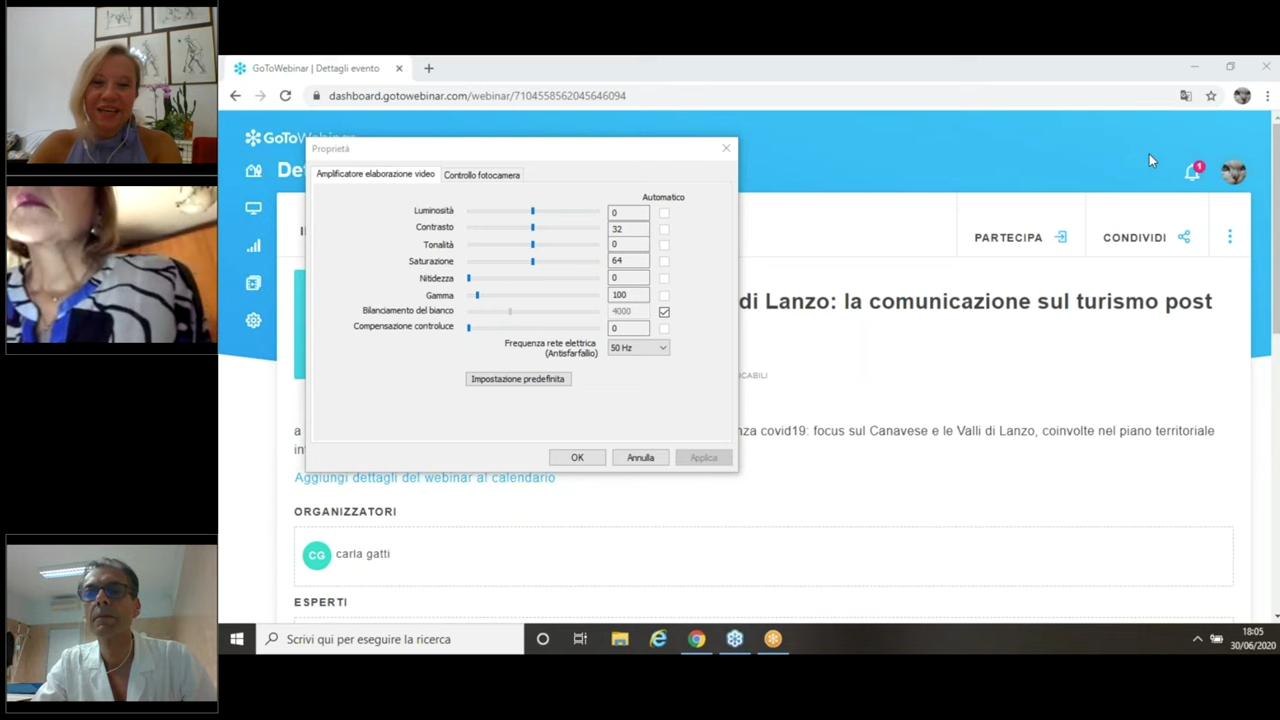 GoToWebinar | Dettagli evento
dashboard.gotowebinar.com/webinar/7104558562045646094
GoToWebinar
De
1
Proprietà
Amplificatore elaborazione video
Controllo fotocamera
Automatico
Luminosità 0
Contrasto 32
Tonalità 0
Saturazione 64
Nitidezza 0
Gamma 100
Bilanciamento del bianco 4000
Compensazione controluce 0
Frequenza rete elettrica
(Antisfarfallio)
50 Hz
Impostazione predefinita
OK
Annulla
Applica
PARTECIPA
CONDIVIDI
di Lanzo: la comunicazione sul turismo post
ICABILI
a
nza covid19: focus sul Canavese e le Valli di Lanzo, coinvolte nel piano territoriale
in
Aggiungi dettagli del webinar al calendario
ORGANIZZATORI
CG
carla gatti
ESPERTI
Scrivi qui per eseguire la ricerca
18:05
30/06/2020